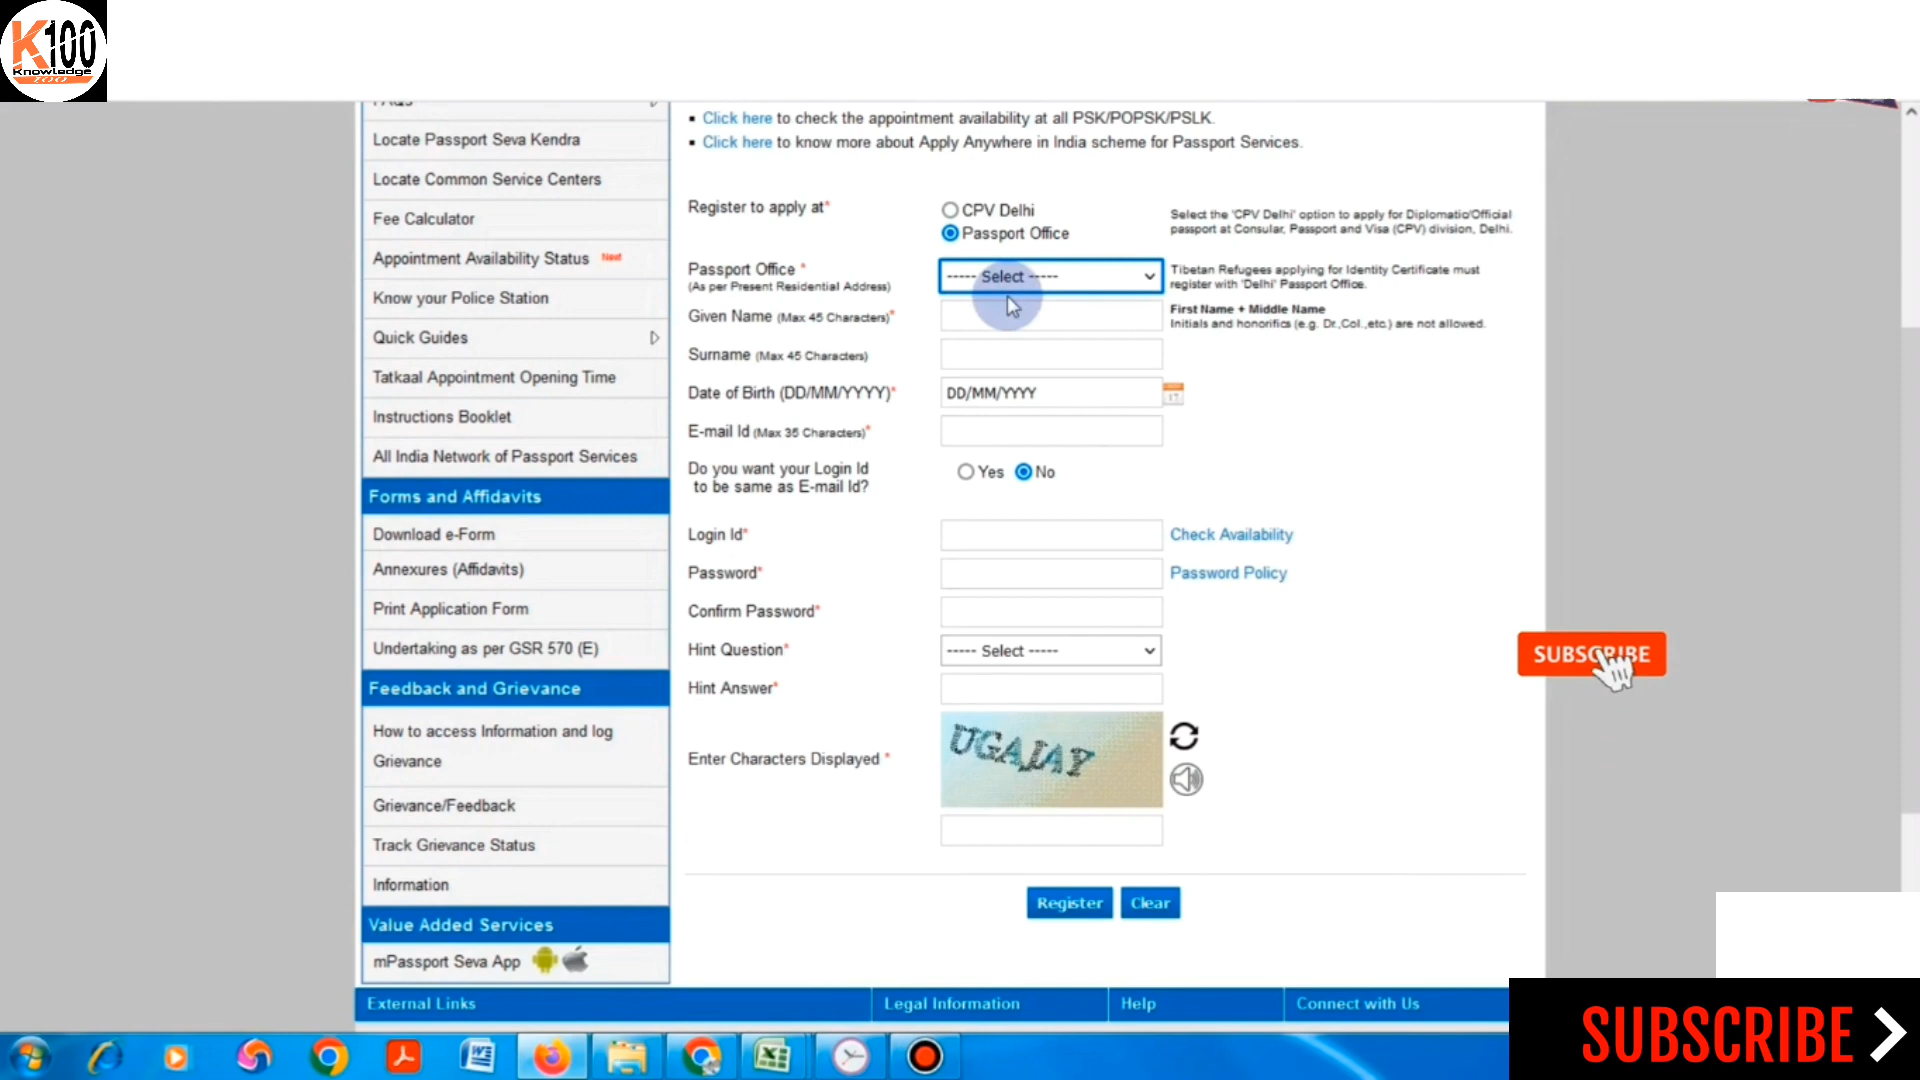 K100
Knowledge
100
Click here to check the appointment availability at all PSK/POPSK/PSLK.
Click here to know more about Apply Anywhere in India scheme for Passport Services.
Locate Passport Seva Kendra
Locate Common Service Centers
Fee Calculator
Appointment Availability Status
Know your Police Station
Quick Guides
Tatkaal Appointment Opening Time
Instructions Booklet
All India Network of Passport Services
Forms and Affidavits
Download e-Form
Annexures (Affidavits)
Print Application Form
Undertaking as per GSR 570 (E)
Feedback and Grievance
How to access Information and log
Grievance
Grievance/Feedback
Track Grievance Status
Information
Value Added Services
mPassport Seva App
Register to apply at*
CPV Delhi
Passport Office
Select the 'CPV Delhi' option to apply for Diplomatic/Official
passport at Consular, Passport and Visa (CPV) division, Delhi.
Passport Office *
(As per Present Residential Address)
----- Select -----
Tibetan Refugees applying for Identity Certificate must
register with 'Delhi' Passport Office.
Given Name (Max 45 Characters)*
First Name + Middle Name
Initials and honorifics (e.g. Dr.,Col.,etc.) are not allowed.
Surname (Max 45 Characters)
Date of Birth (DD/MM/YYYY)*
DD/MM/YYYY
E-mail Id (Max 35 Characters)*
Do you want your Login Id
to be same as E-mail Id?
Yes No
Login Id*
Check Availability
Password*
Password Policy
Confirm Password*
Hint Question*
----- Select -----
Hint Answer*
Enter Characters Displayed *
UGAJAY
Register Clear
SUBSCRIBE
External Links
Legal Information
Help
Connect with Us
SUBSCRIBE